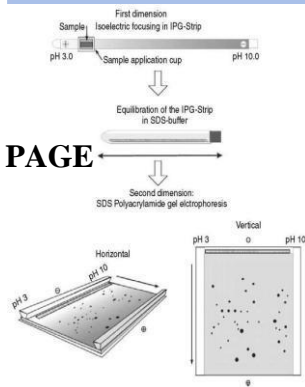 First dimension
Isoelectric focusing in IPG-Strip
Sample
+
−
pH 3.0
Sample application cup
pH 10.0
Equilibration of the IPG-Strip
in SDS-buffer
PAGE
Second dimension:
SDS Polyacrylamide gel elctrophoresis
Vertical
pH 3
pH 10
Horizontal
pH 3
pH 10